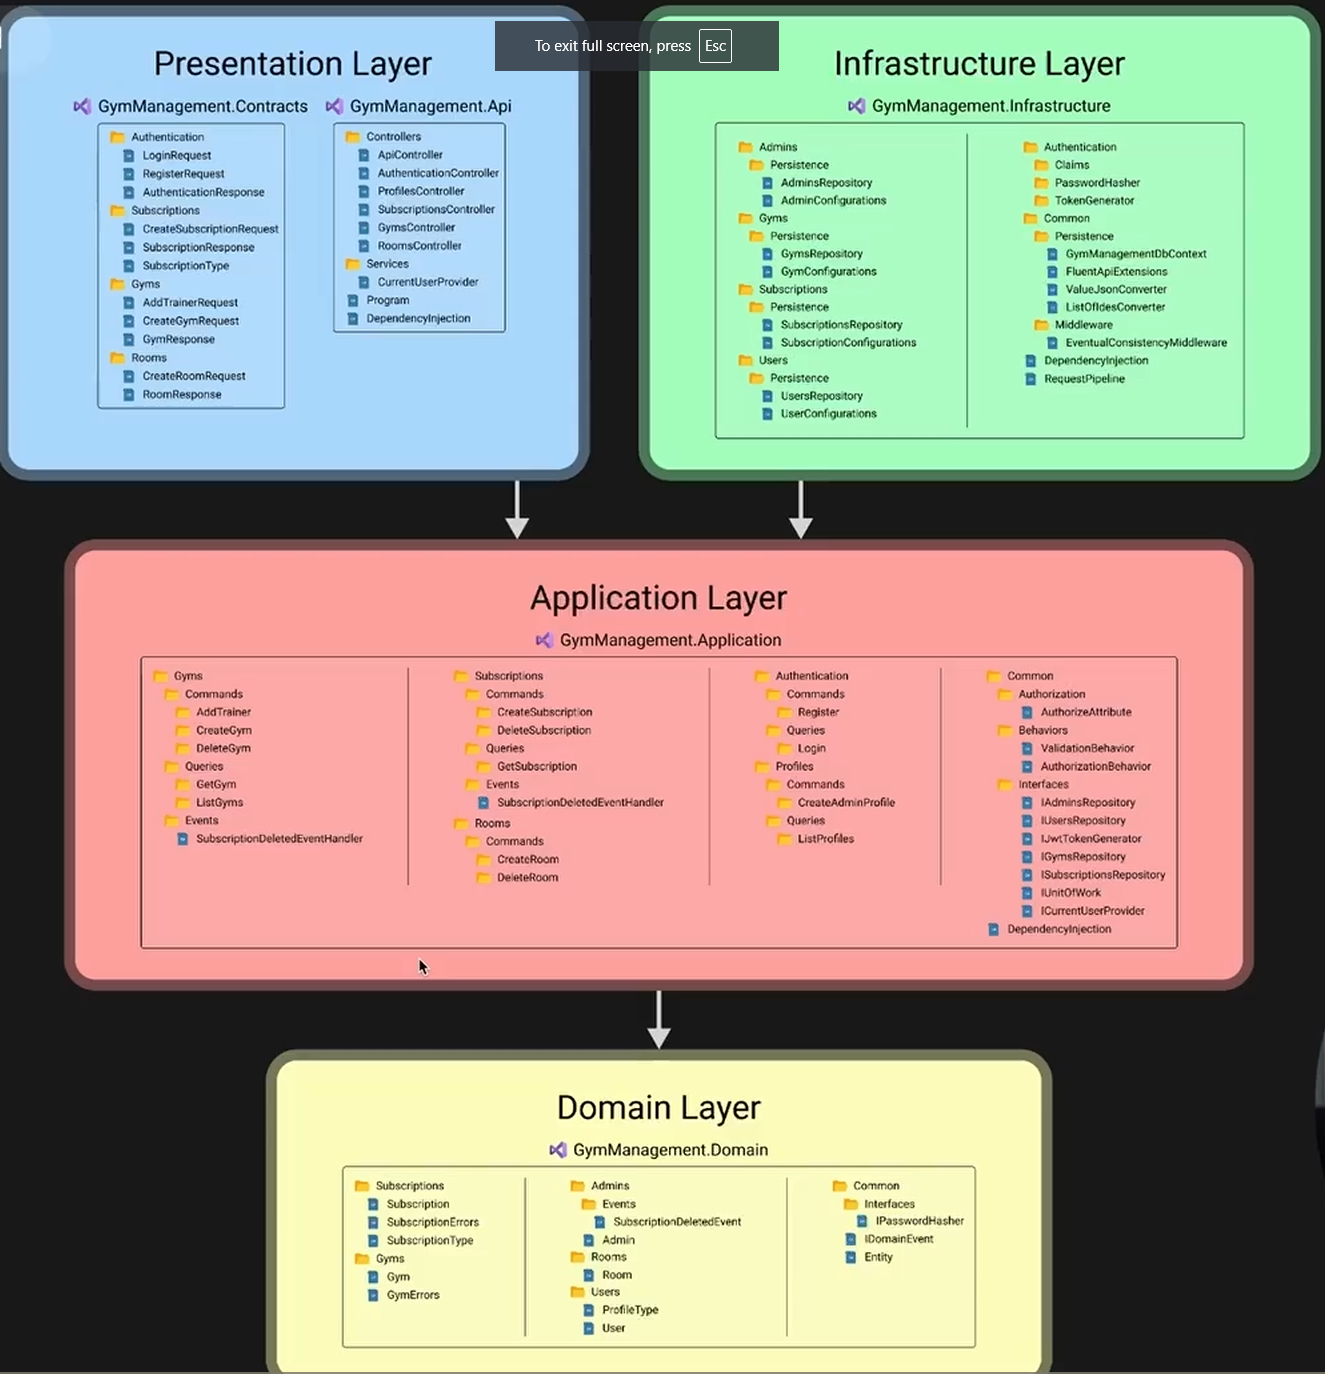 To exit full screen, press Esc
Presentation Layer
GymManagement.Contracts
Authentication
LoginRequest
RegisterRequest
AuthenticationResponse
Subscriptions
CreateSubscriptionRequest
SubscriptionResponse
SubscriptionType
Gyms
AddTrainerRequest
CreateGymRequest
GymResponse
Rooms
CreateRoomRequest
RoomResponse
GymManagement.Api
Controllers
ApiController
AuthenticationController
ProfilesController
SubscriptionsController
GymsController
RoomsController
Services
CurrentUserProvider
Program
DependencyInjection
Infrastructure Layer
GymManagement.Infrastructure
Admins
Persistence
AdminsRepository
AdminConfigurations
Gyms
Persistence
GymsRepository
GymConfigurations
Subscriptions
Persistence
SubscriptionsRepository
SubscriptionConfigurations
Users
Persistence
UsersRepository
UserConfigurations
Authentication
Claims
PasswordHasher
TokenGenerator
Common
Persistence
GymManagementDbContext
FluentApiExtensions
ValueJsonConverter
ListOfIdesConverter
Middleware
EventualConsistencyMiddleware
DependencyInjection
RequestPipeline
Application Layer
GymManagement.Application
Gyms
Commands
AddTrainer
CreateGym
DeleteGym
Queries
GetGym
ListGyms
Events
SubscriptionDeletedEventHandler
Subscriptions
Commands
CreateSubscription
DeleteSubscription
Queries
GetSubscription
Events
SubscriptionDeletedEventHandler
Rooms
Commands
CreateRoom
DeleteRoom
Authentication
Commands
Register
Queries
Login
Profiles
Commands
CreateAdminProfile
Queries
ListProfiles
Common
Authorization
AuthorizeAttribute
Behaviors
ValidationBehavior
AuthorizationBehavior
Interfaces
IAdminsRepository
IUsersRepository
IJwtTokenGenerator
IGymsRepository
ISubscriptionsRepository
IUnitOfWork
ICurrentUserProvider
DependencyInjection
Domain Layer
GymManagement.Domain
Subscriptions
Subscription
SubscriptionErrors
SubscriptionType
Gyms
Gym
GymErrors
Admins
Events
SubscriptionDeletedEvent
Admin
Rooms
Room
Users
ProfileType
User
Common
Interfaces
IPasswordHasher
IDomainEvent
Entity